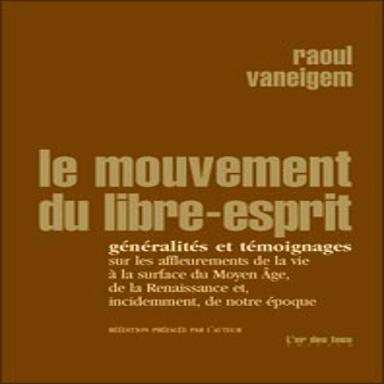 raoul
vaneigem
le mouvement
du libre-esprit
généralités et témoignages
sur les affleurements de la vie
à la surface du Moyen Âge,
de la Renaissance et,
incidemment, de notre époque
RÉÉDITION PRÉFACÉE PAR L'AUTEUR
L'or des fous